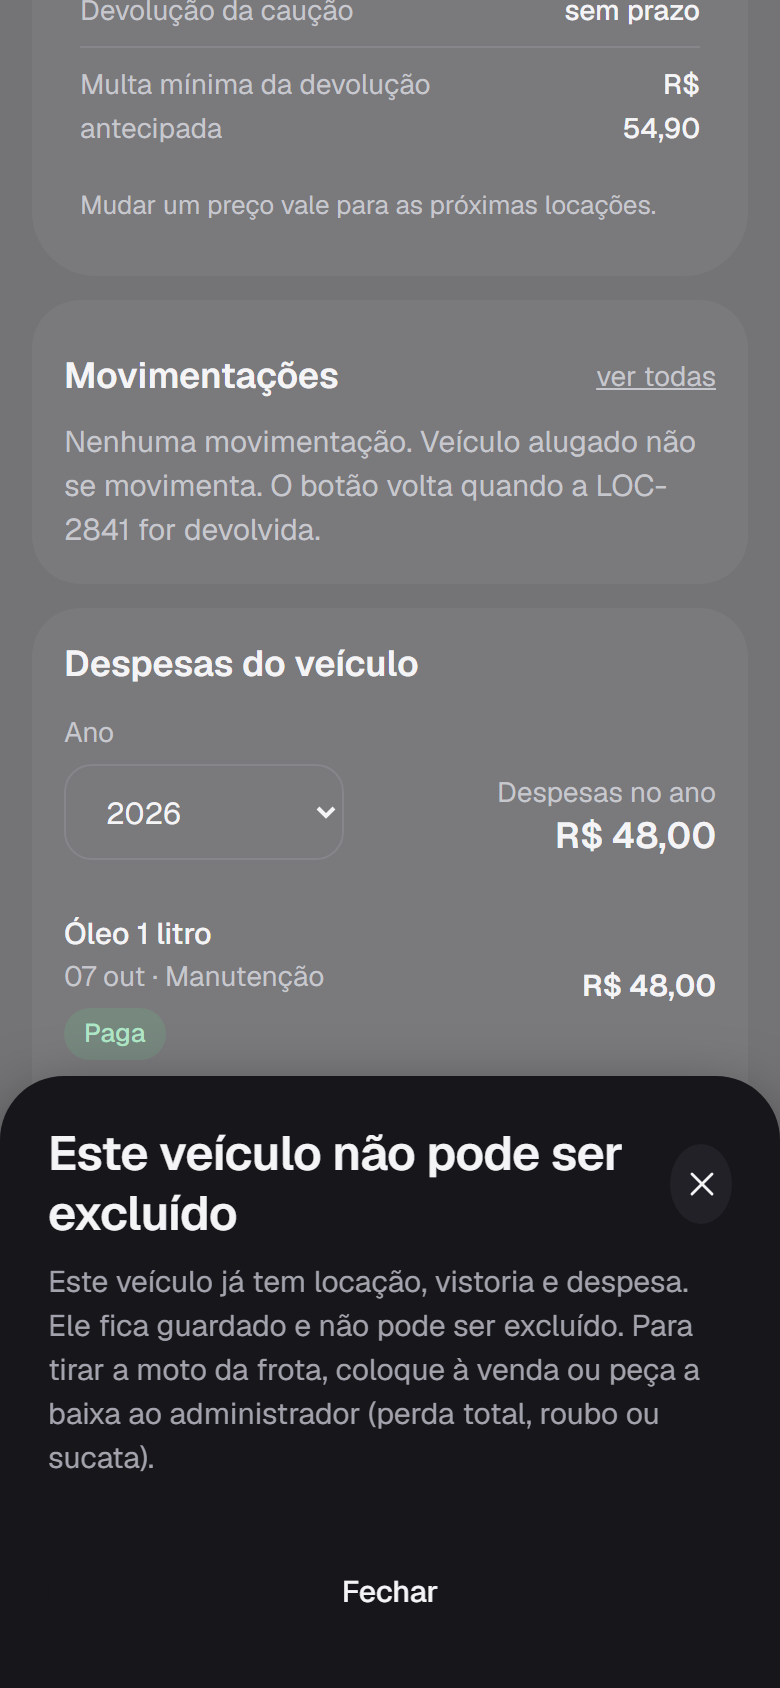 Devolução da caução sem prazo
Multa mínima da devolução R$
antecipada 54,90
Mudar um preço vale para as próximas locações.
Movimentações ver todas
Nenhuma movimentação. Veículo alugado não
se movimenta. O botão volta quando a LOC-
2841 for devolvida.
Despesas do veículo
Ano
2026
Despesas no ano
R$ 48,00
Óleo 1 litro
07 out · Manutenção
R$ 48,00
Paga
Este veículo não pode ser
excluído
Este veículo já tem locação, vistoria e despesa.
Ele fica guardado e não pode ser excluído. Para
tirar a moto da frota, coloque à venda ou peça a
baixa ao administrador (perda total, roubo ou
sucata).
Fechar